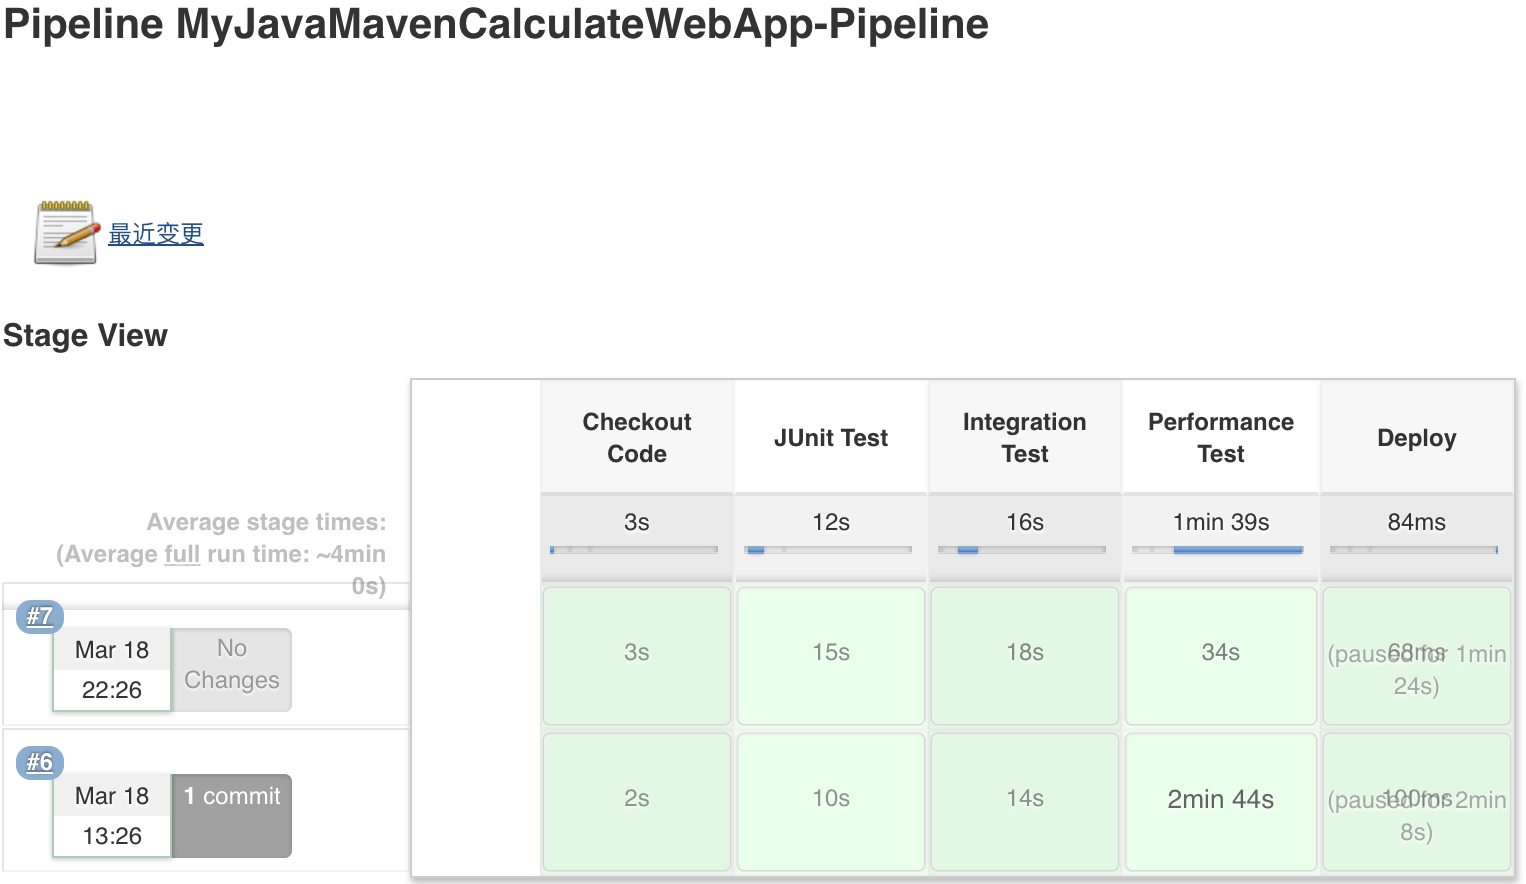 Pipeline MyJavaMavenCalculateWebApp-Pipeline
最近变更
Stage View
Checkout
Code
JUnit Test
Integration
Test
Performance
Test
Deploy
Average stage times:
(Average full run time: ~4min
0s)
3s
12s
16s
1min 39s
84ms
#7
Mar 18
22:26
No
Changes
3s
15s
18s
34s
68ms
(paused for 1min
24s)
#6
Mar 18
13:26
1 commit
2s
10s
14s
2min 44s
100ms
(paused for 2min
8s)